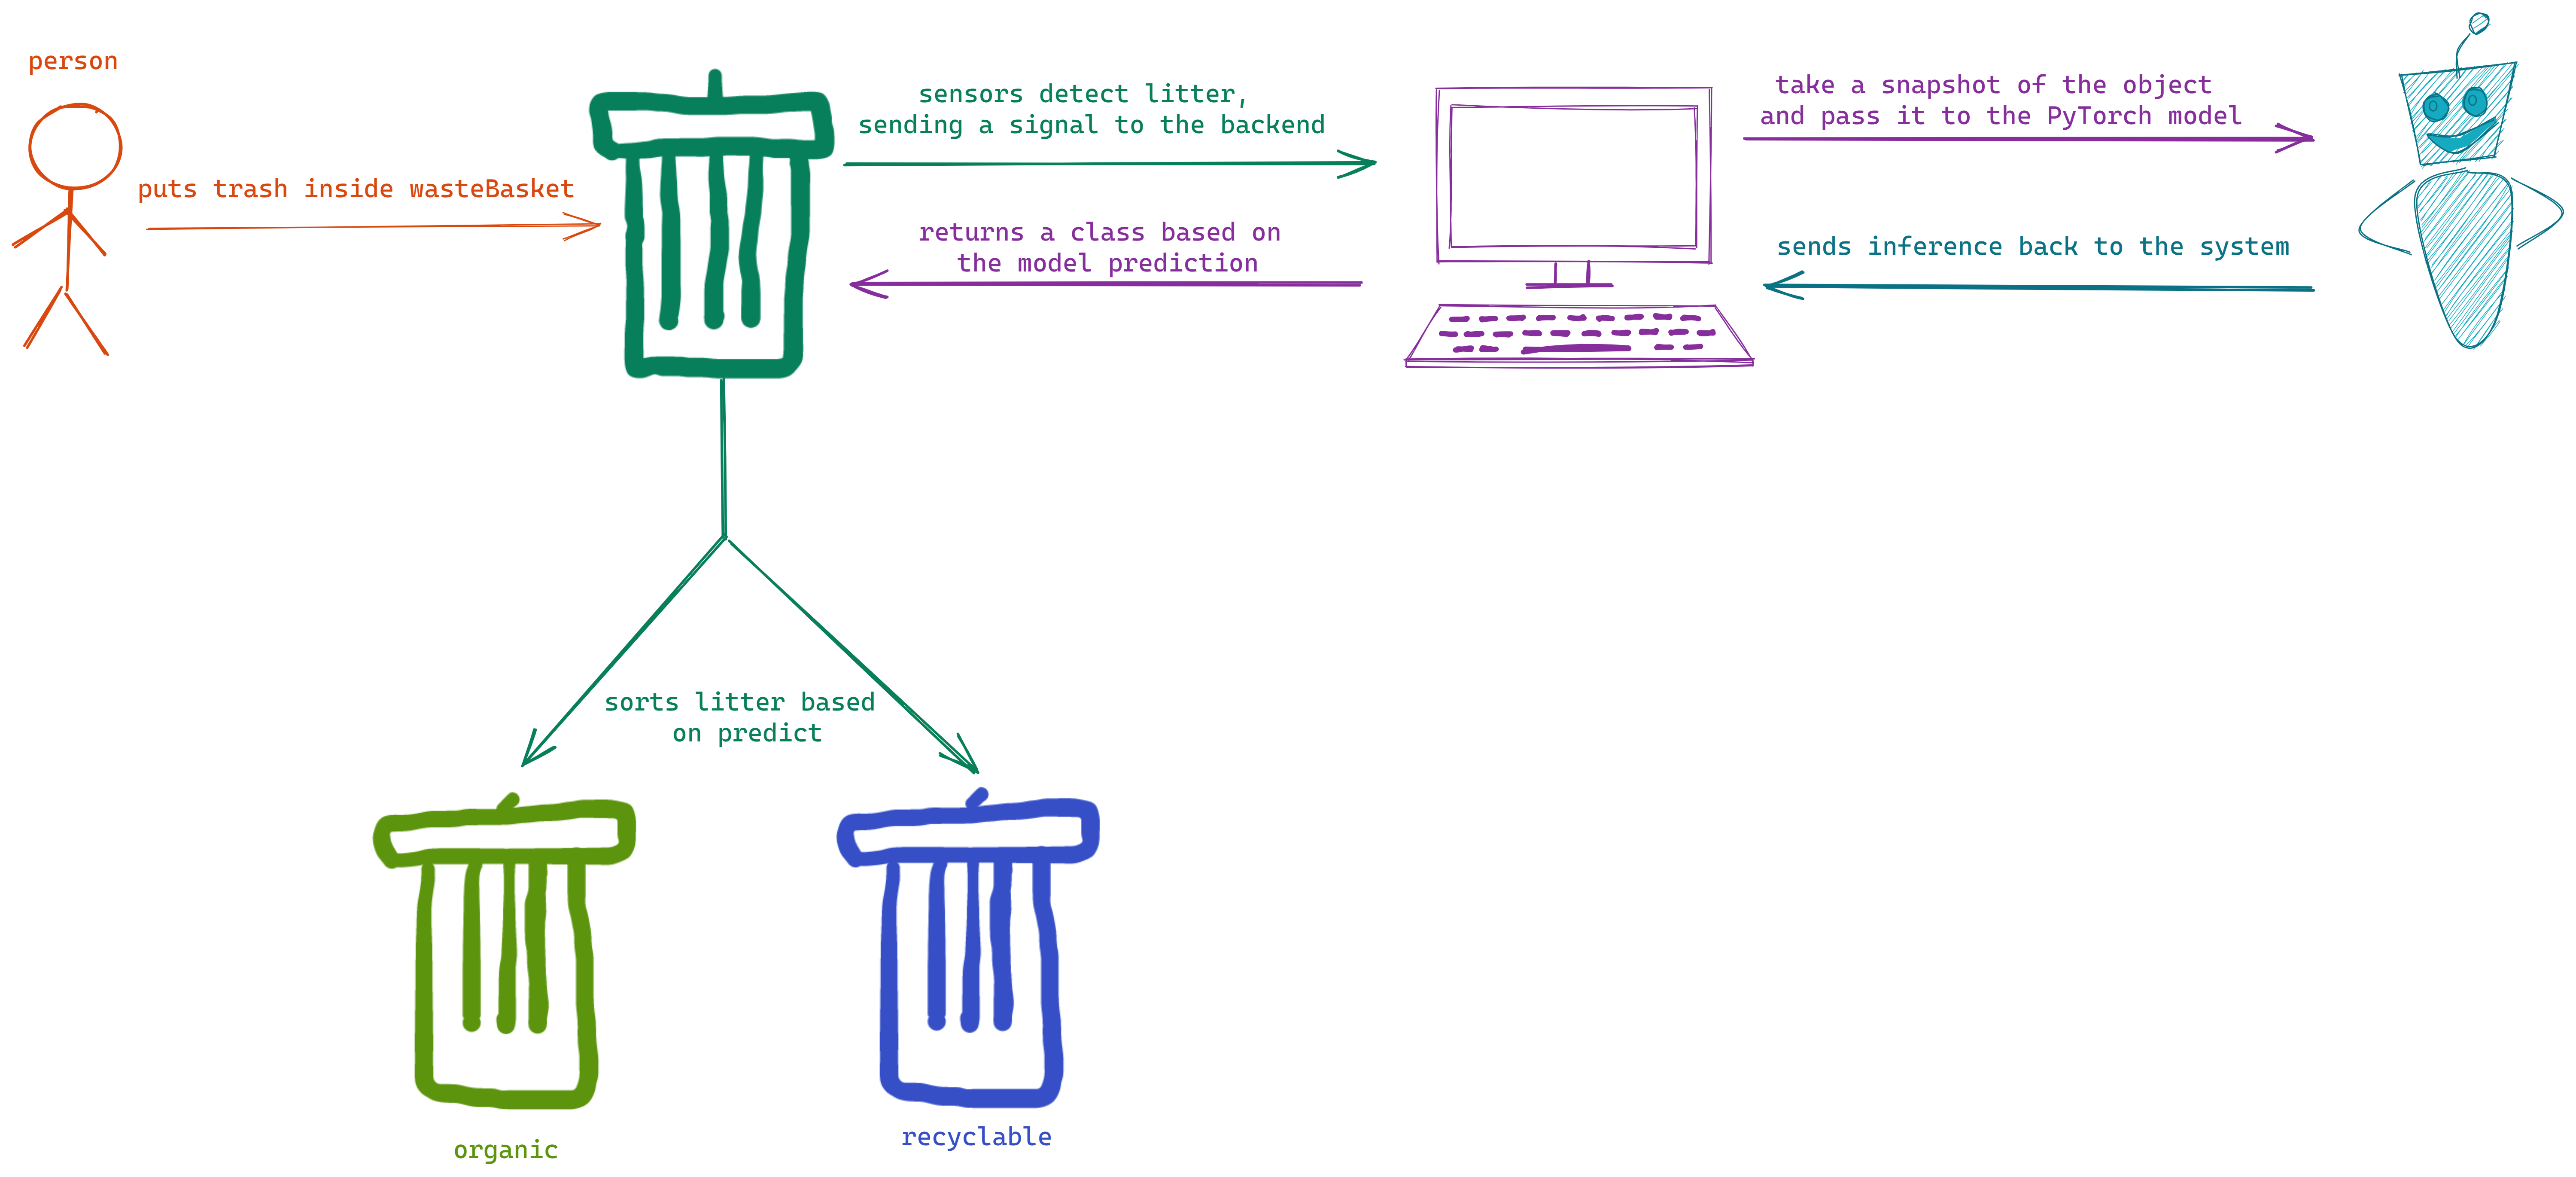 person
puts trash inside wasteBasket
sensors detect litter,
sending a signal to the backend
returns a class based on
the model prediction
take a snapshot of the object
and pass it to the PyTorch model
sends inference back to the system
sorts litter based
on predict
organic
recyclable